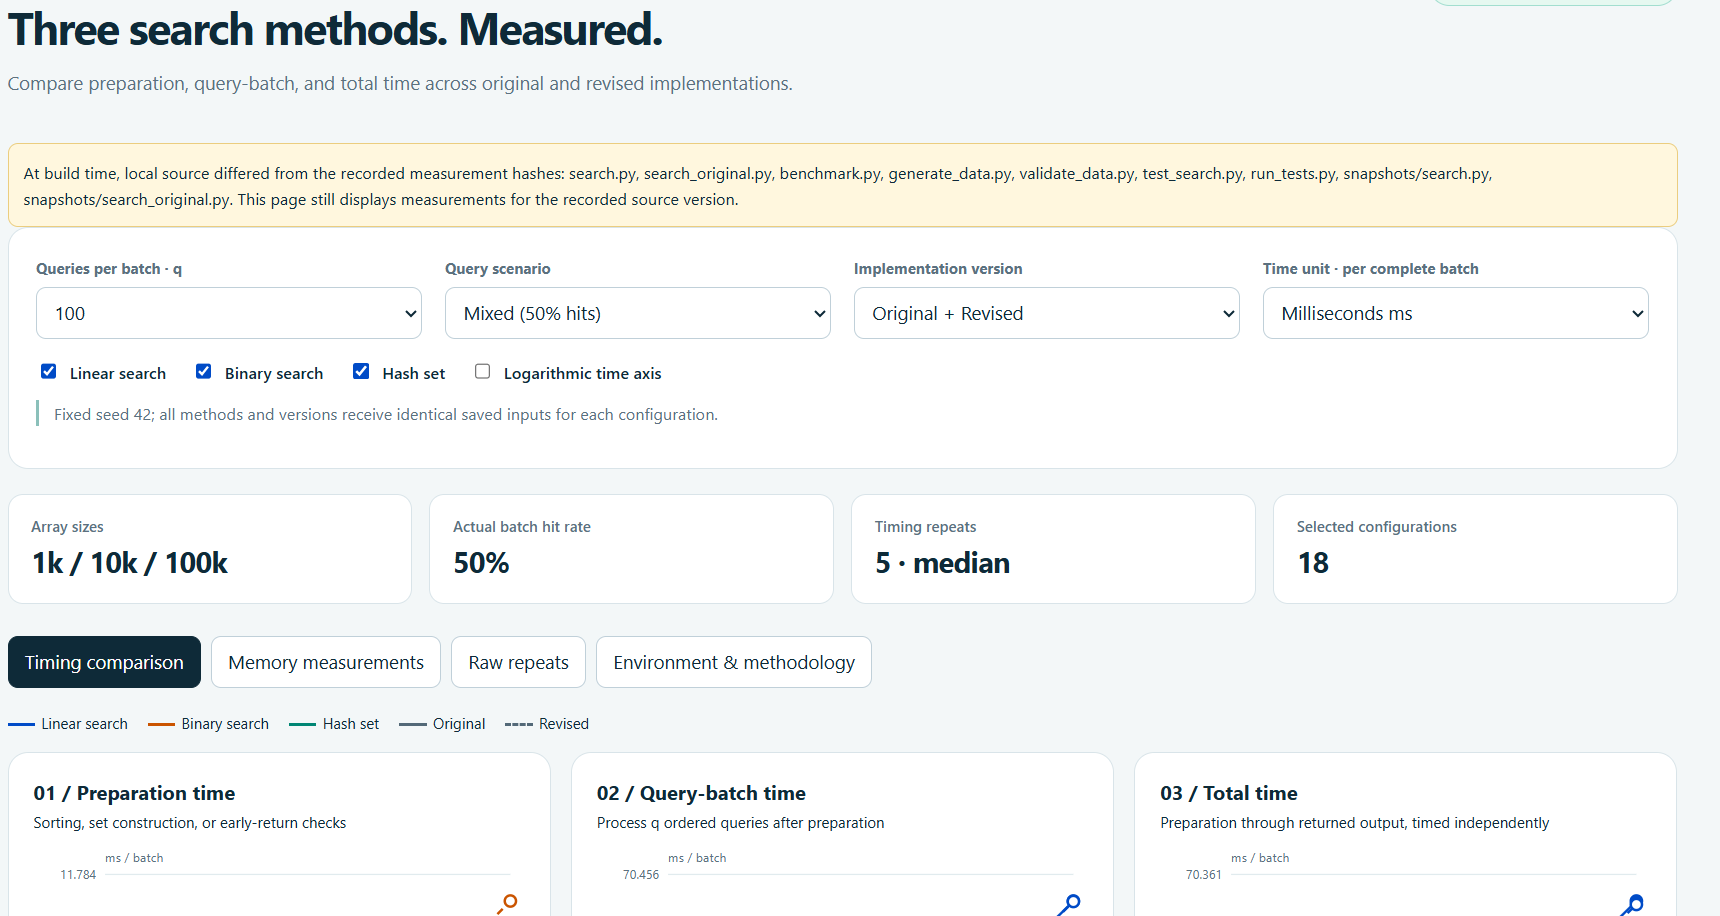 Three search methods. Measured.
Compare preparation, query-batch, and total time across original and revised implementations.
At build time, local source differed from the recorded measurement hashes: search.py, search_original.py, benchmark.py, generate_data.py, validate_data.py, test_search.py, run_tests.py, snapshots/search.py,
snapshots/search_original.py. This page still displays measurements for the recorded source version.
Queries per batch · q
Query scenario
Implementation version
Time unit · per complete batch
100
Mixed (50% hits)
Original + Revised
Milliseconds ms
Linear search
Binary search
Hash set
Logarithmic time axis
Fixed seed 42; all methods and versions receive identical saved inputs for each configuration.
Array sizes
1k / 10k / 100k
Actual batch hit rate
50%
Timing repeats
5 · median
Selected configurations
18
Timing comparison
Memory measurements
Raw repeats
Environment & methodology
Linear search
Binary search
Hash set
Original
Revised
01 / Preparation time
Sorting, set construction, or early-return checks
ms / batch
11.784
02 / Query-batch time
Process q ordered queries after preparation
ms / batch
70.456
03 / Total time
Preparation through returned output, timed independently
ms / batch
70.361